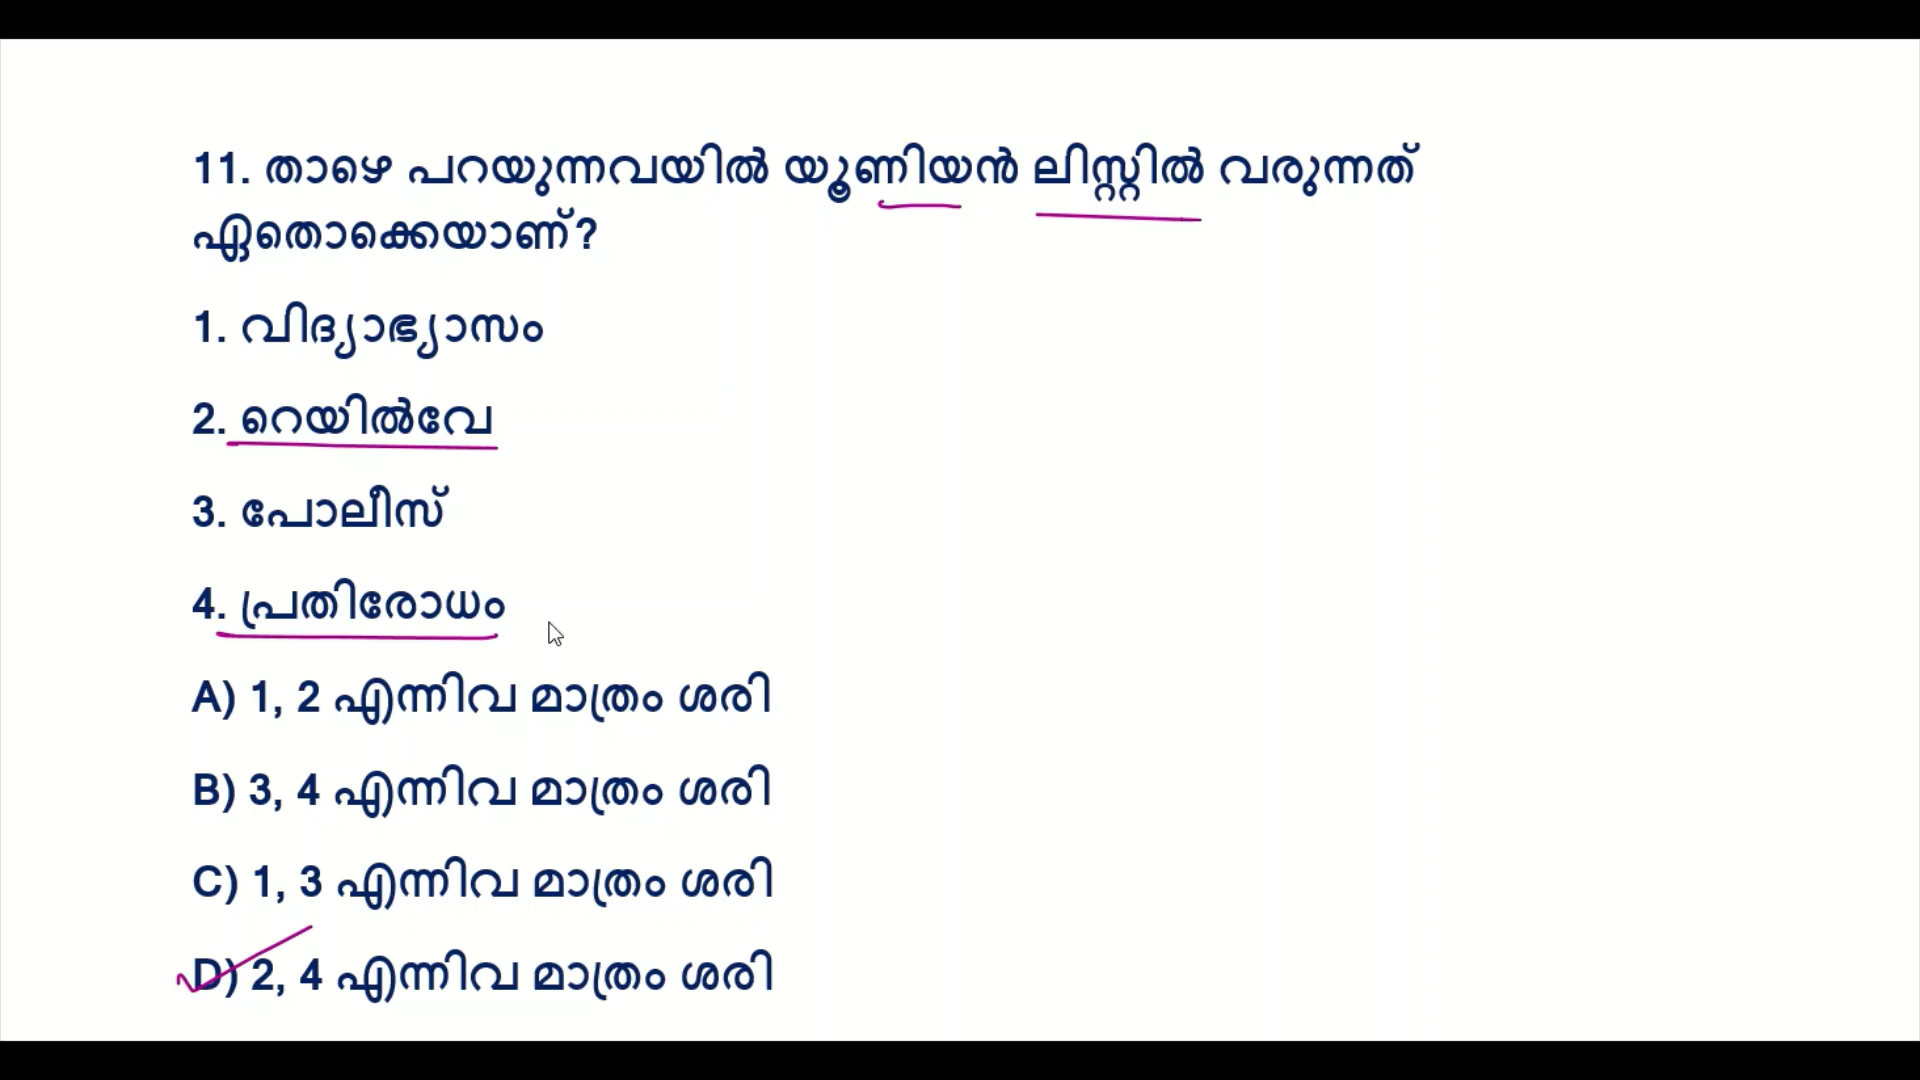 11. താഴെ പറയുന്നവയിൽ യൂണിയൻ ലിസ്റ്റിൽ വരുന്നത്
ഏതൊക്കെയാണ്?
1. വിദ്യാഭ്യാസം
2. റെയിൽവേ
3. പോലീസ്
4. പ്രതിരോധം
A) 1, 2 എന്നിവ മാത്രം ശരി
B) 3, 4 എന്നിവ മാത്രം ശരി
C) 1, 3 എന്നിവ മാത്രം ശരി
D) 2, 4 എന്നിവ മാത്രം ശരി